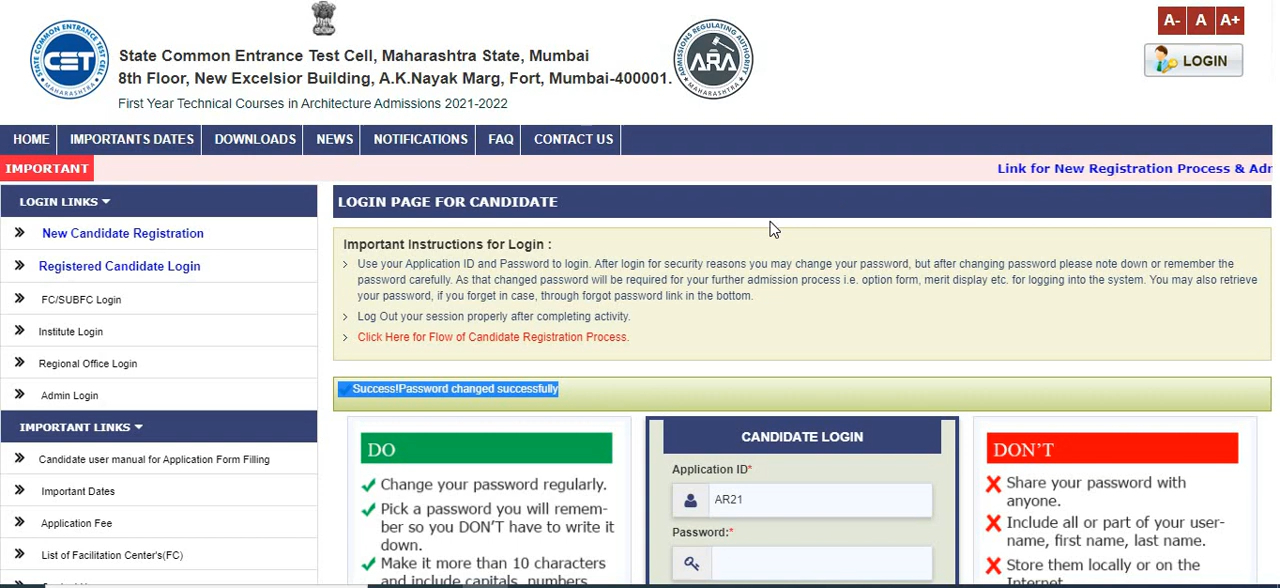 A- A A+
STATE COMMON ENTRANCE TEST CELL
CET
MAHARASHTRA
State Common Entrance Test Cell, Maharashtra State, Mumbai
8th Floor, New Excelsior Building, A.K.Nayak Marg, Fort, Mumbai-400001.
First Year Technical Courses in Architecture Admissions 2021-2022
ADMISSIONS REGULATING AUTHORITY
ARA
MAHARASHTRA
LOGIN
HOME IMPORTANTS DATES DOWNLOADS NEWS NOTIFICATIONS FAQ CONTACT US
IMPORTANT
Link for New Registration Process & Adr
LOGIN LINKS
New Candidate Registration
Registered Candidate Login
FC/SUBFC Login
Institute Login
Regional Office Login
Admin Login
IMPORTANT LINKS
Candidate user manual for Application Form Filling
Important Dates
Application Fee
List of Facilitation Center's(FC)
LOGIN PAGE FOR CANDIDATE
Important Instructions for Login :
Use your Application ID and Password to login. After login for security reasons you may change your password, but after changing password please note down or remember the
password carefully. As that changed password will be required for your further admission process i.e. option form, merit display etc. for logging into the system. You may also retrieve
your password, if you forget in case, through forgot password link in the bottom.
Log Out your session properly after completing activity.
Click Here for Flow of Candidate Registration Process.
Success!Password changed successfully
DO
Change your password regularly.
Pick a password you will remem-
ber so you DON'T have to write it
down.
Make it more than 10 characters
and include capitals, numbers
CANDIDATE LOGIN
Application ID*
AR21
Password:*
DON'T
Share your password with
anyone.
Include all or part of your user-
name, first name, last name.
Store them locally or on the
Internet